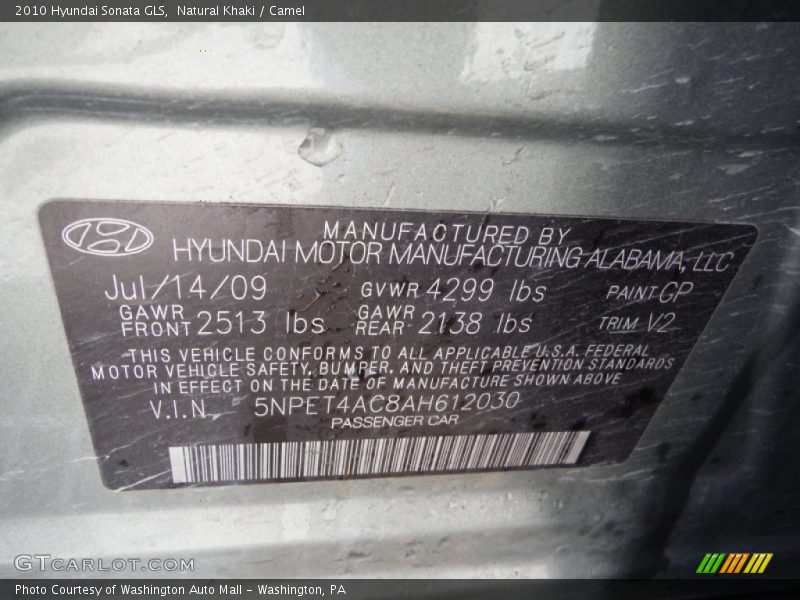 2010 Hyundai Sonata GLS, Natural Khaki / Camel
MANUFACTURED BY
HYUNDAI MOTOR MANUFACTURING ALABAMA, LLC
Jul/14/09 GVWR 4299 lbs PAINT GP
GAWR FRONT 2513 lbs GAWR REAR 2138 lbs TRIM V2
THIS VEHICLE CONFORMS TO ALL APPLICABLE U.S.A. FEDERAL
MOTOR VEHICLE SAFETY, BUMPER, AND THEFT PREVENTION STANDARDS
IN EFFECT ON THE DATE OF MANUFACTURE SHOWN ABOVE
V.I.N. 5NPET4AC8AH612030
PASSENGER CAR
GTCARLOT.COM
Photo Courtesy of Washington Auto Mall - Washington, PA